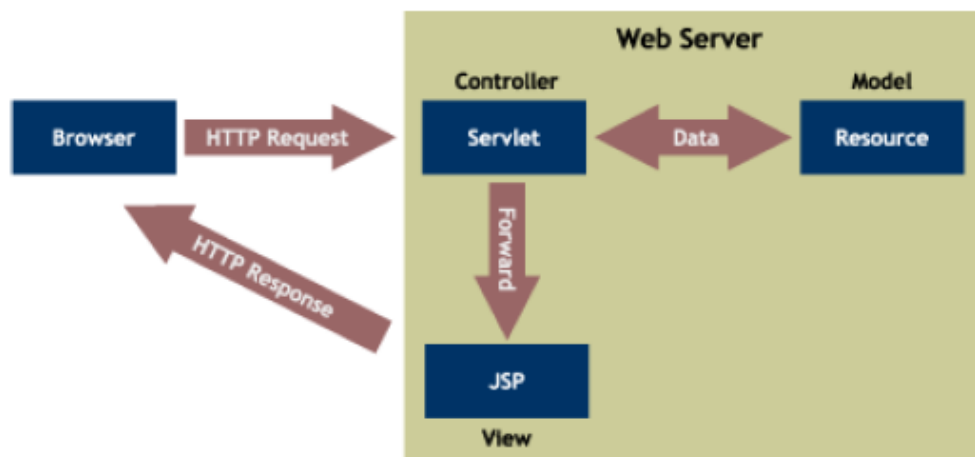 Web Server
Controller
Model
Browser
HTTP Request
Servlet
Data
Resource
Forward
HTTP Response
JSP
View